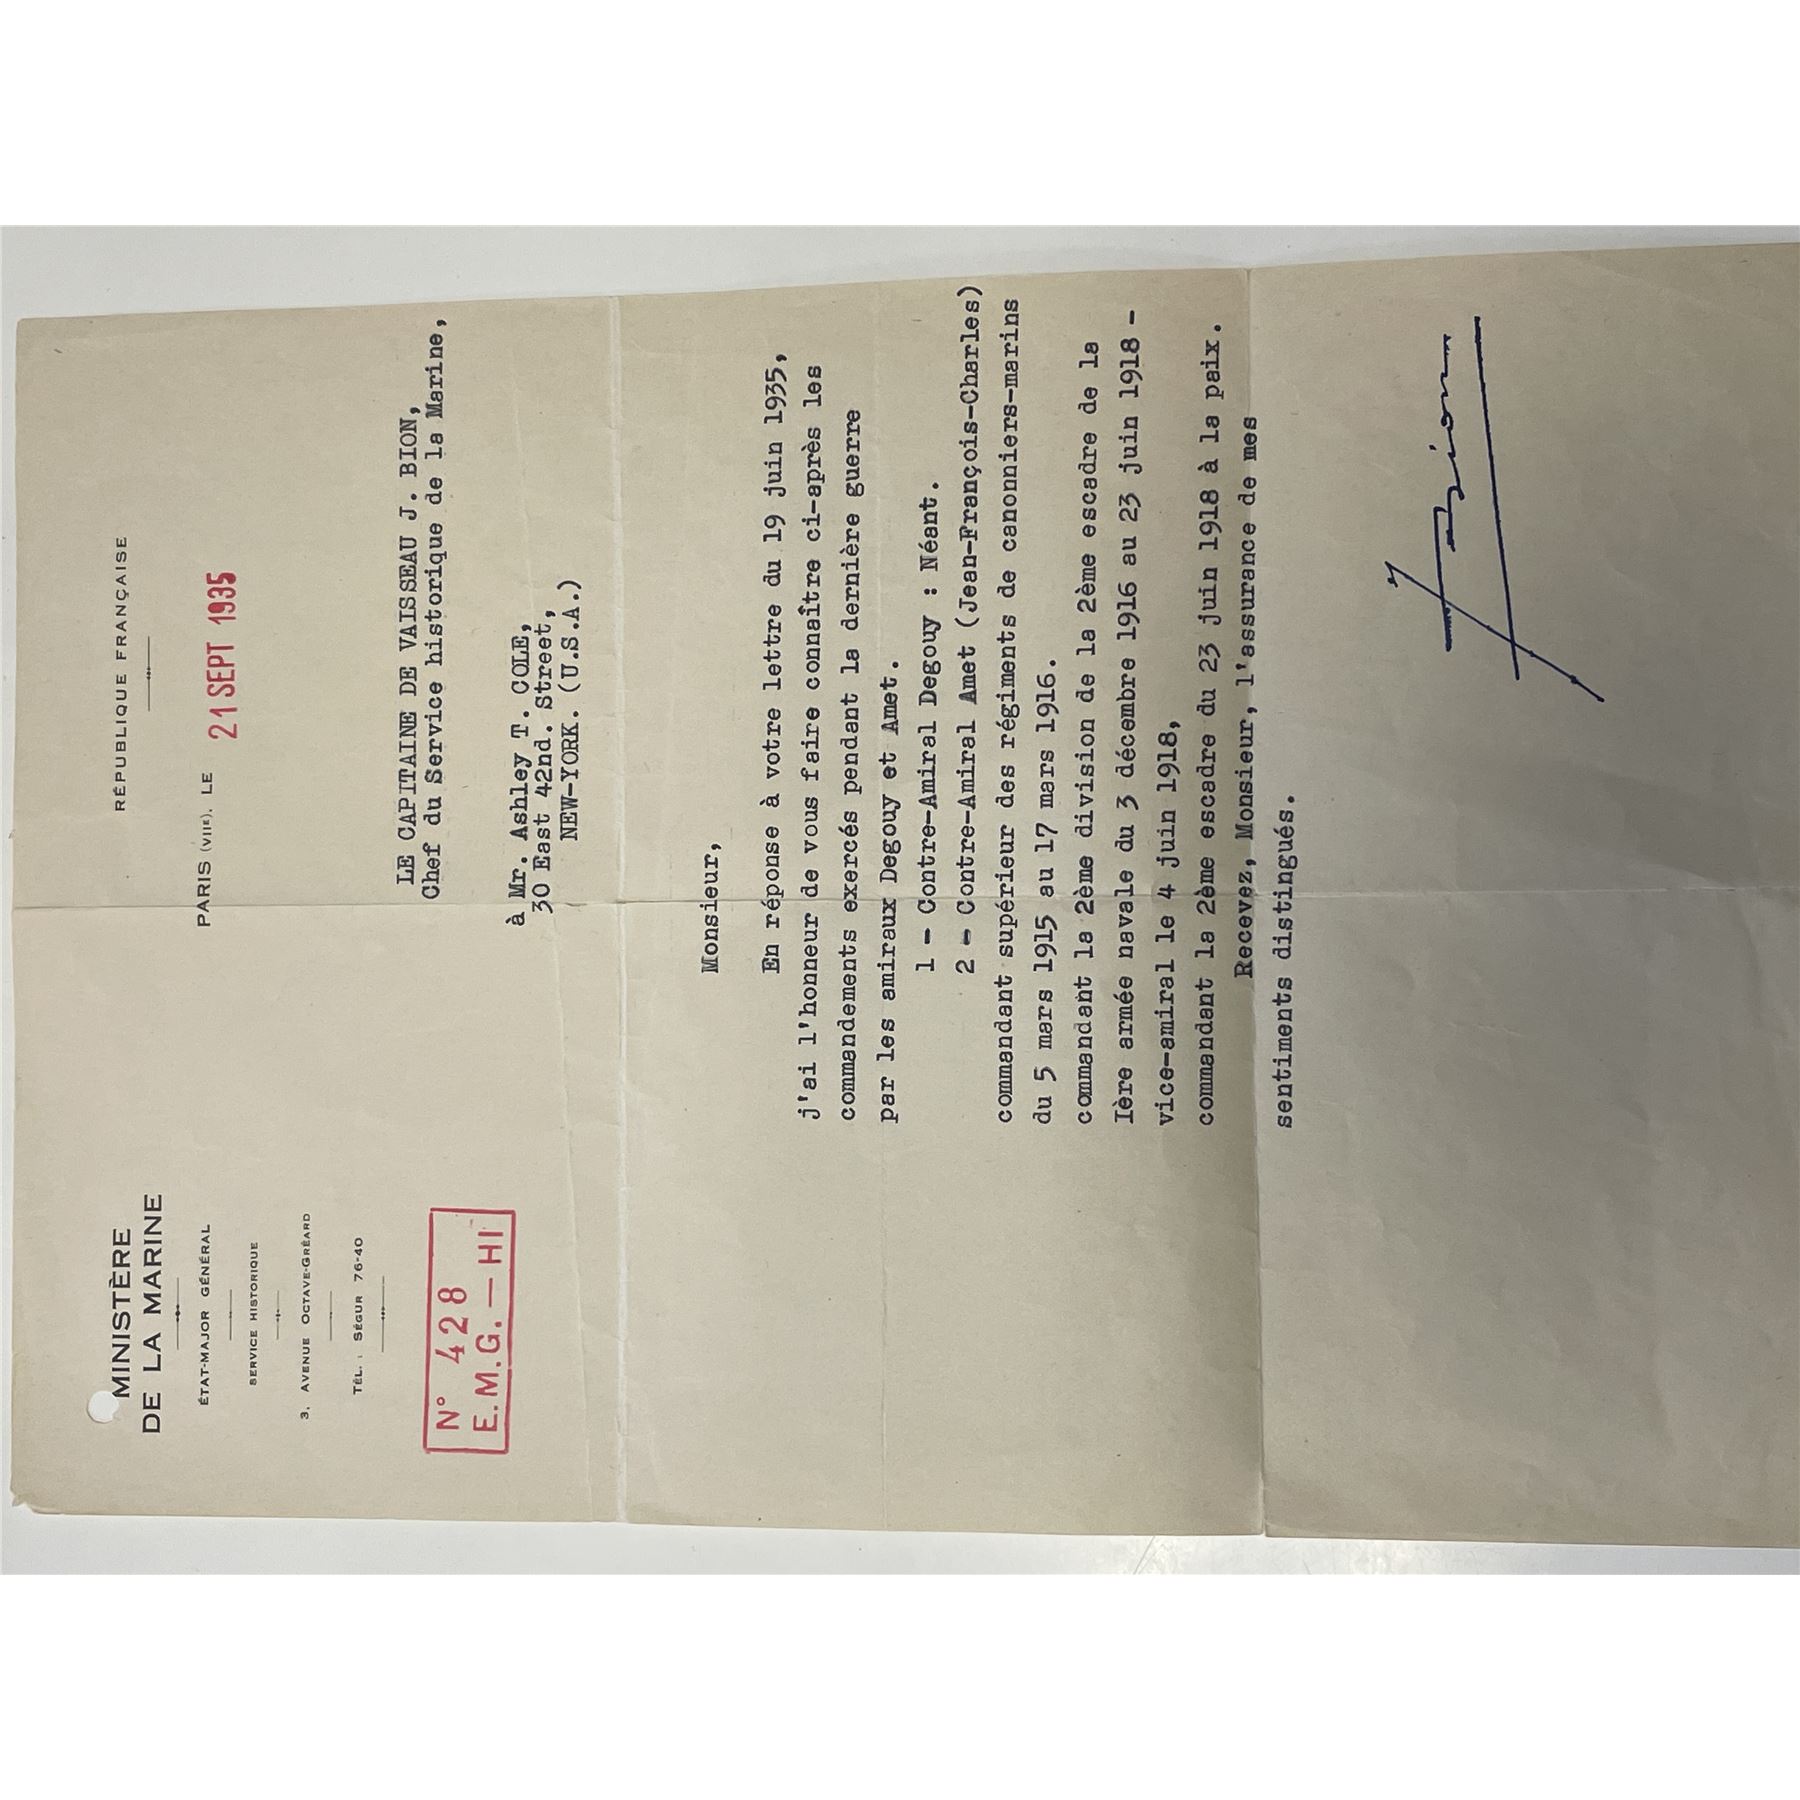 MINISTÈRE
DE LA MARINE
ÉTAT-MAJOR GÉNÉRAL
SERVICE HISTORIQUE
3, AVENUE OCTAVE-GRÉARD
TÉL. : SÉGUR 76-40
N° 428
E.M.G. — HI
RÉPUBLIQUE FRANÇAISE
PARIS (VIIE), LE 21 SEPT 1935
LE CAPITAINE DE VAISSEAU J. BION,
Chef du Service historique de la Marine,
à Mr. Ashley T. COLE,
30 East 42nd. Street,
NEW-YORK. (U.S.A.)
Monsieur,
En réponse à votre lettre du 19 juin 1935,
j'ai l'honneur de vous faire connaître ci-après les
commandements exercés pendant la dernière guerre
par les amiraux Degouy et Amet.
1 - Contre-Amiral Degouy : Néant.
2 - Contre-Amiral Amet (Jean-François-Charles)
commandant supérieur des régiments de canonniers-marins
du 5 mars 1915 au 17 mars 1916.
commandant la 2ème division de la 2ème escadre de la
Ière armée navale du 3 décembre 1916 au 23 juin 1918 -
vice-amiral le 4 juin 1918,
commandant la 2ème escadre du 23 juin 1918 à la paix.
Recevez, Monsieur, l'assurance de mes
sentiments distingués.
J Bion